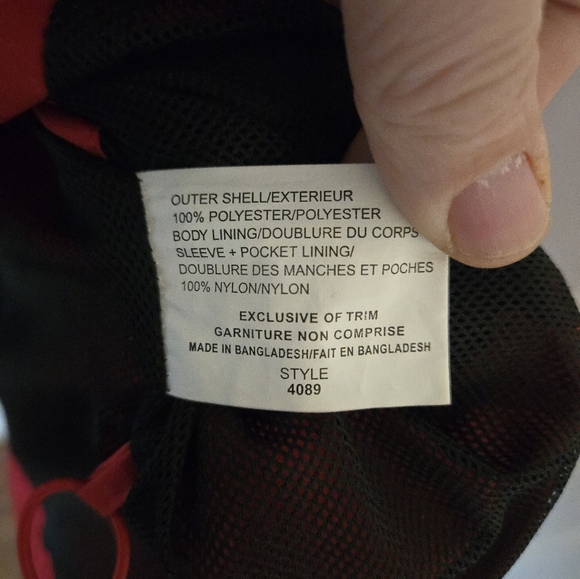 OUTER SHELL/EXTERIEUR
100% POLYESTER/POLYESTER
BODY LINING/DOUBLURE DU CORPS
SLEEVE + POCKET LINING/
DOUBLURE DES MANCHES ET POCHES
100% NYLON/NYLON
EXCLUSIVE OF TRIM
GARNITURE NON COMPRISE
MADE IN BANGLADESH/FAIT EN BANGLADESH
STYLE
4089